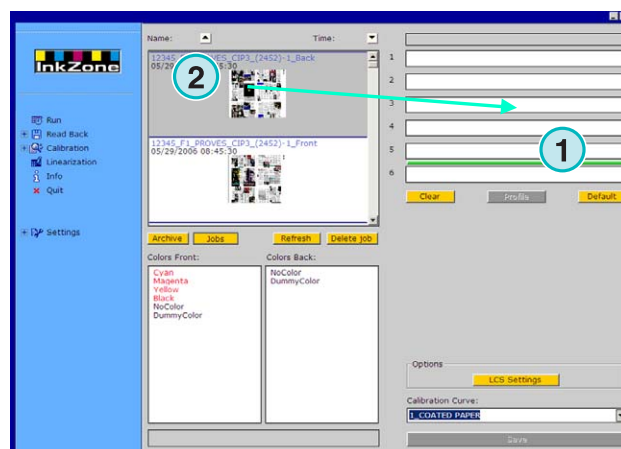 Name:
Time:
InkZone
12345_F1_PROVES_CIP3_(2452)-1_Back
05/29/2006 08:45:30
2
12345_F1_PROVES_CIP3_(2452)-1_Front
05/29/2006 08:45:30
1
2
3
4
5
6
1
Run
Read Back
Calibration
Linearization
Info
Quit
Settings
Clear
Profile
Default
Archive
Jobs
Refresh
Delete job
Colors Front:
Colors Back:
Cyan
Magenta
Yellow
Black
NoColor
DummyColor
NoColor
DummyColor
Options
LCS Settings
Calibration Curve:
1_COATED PAPER
Save